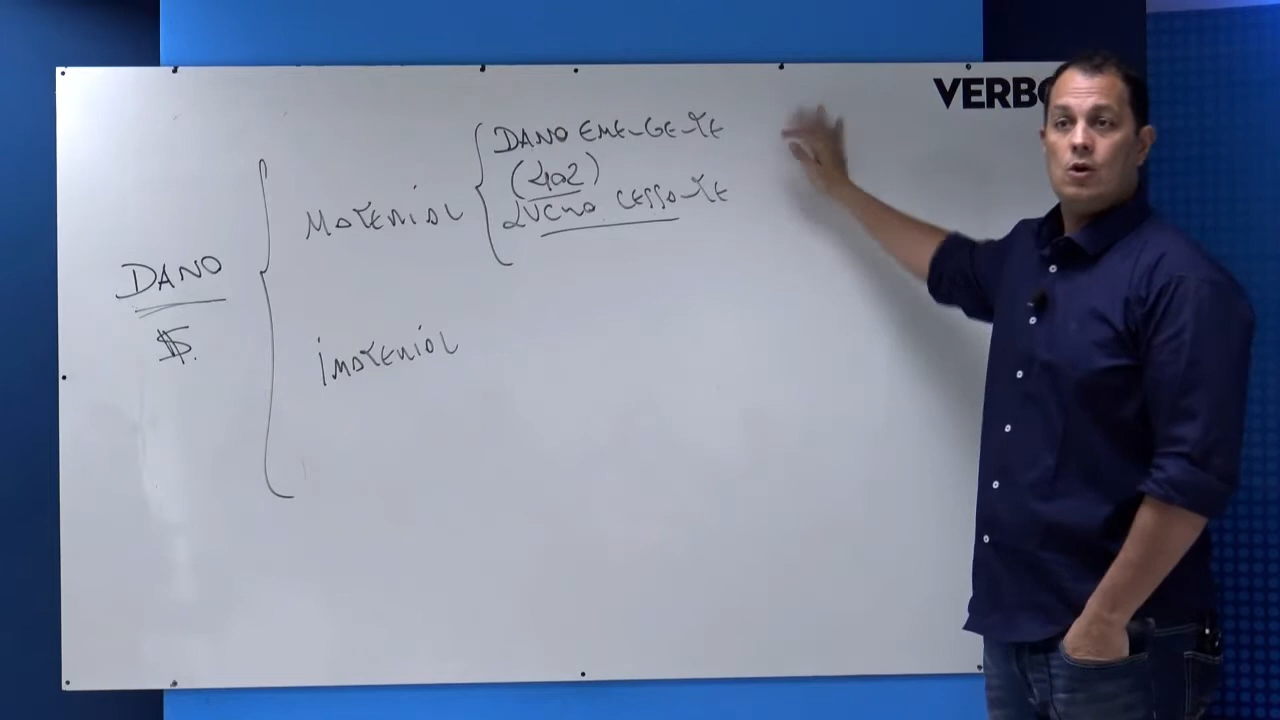 VERBO
DANO EMERGENTE
(402)
LUCRO CESSANTE
MATERIAL
DANO
$
IMATERIAL